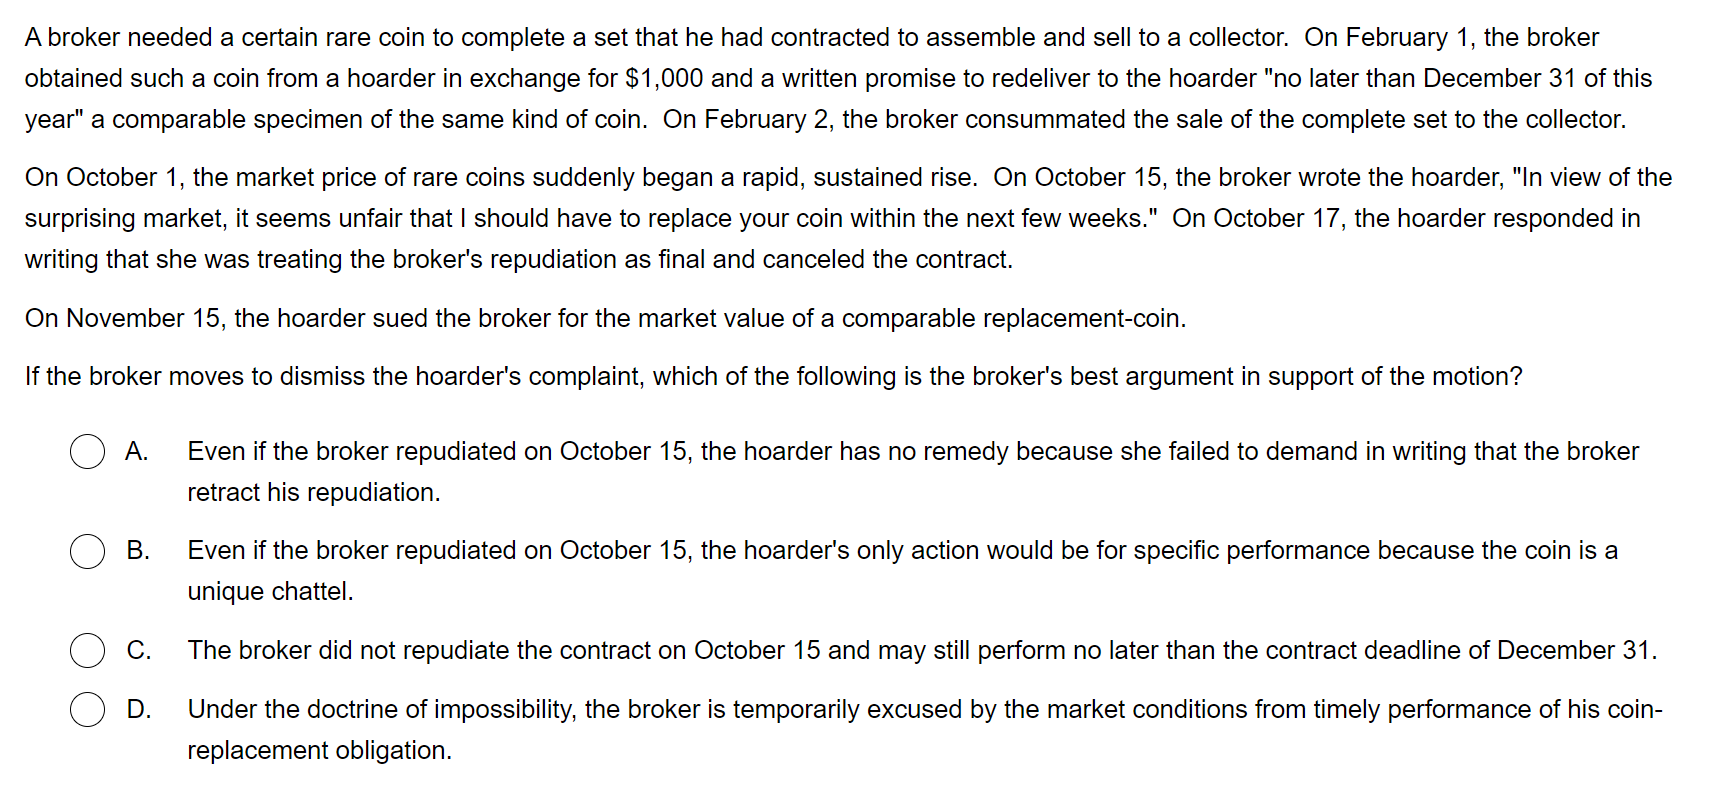 A broker needed a certain rare coin to complete a set that he had contracted to assemble and sell to a collector.  On February 1, the broker
obtained such a coin from a hoarder in exchange for $1,000 and a written promise to redeliver to the hoarder "no later than December 31 of this
year" a comparable specimen of the same kind of coin.  On February 2, the broker consummated the sale of the complete set to the collector.
On October 1, the market price of rare coins suddenly began a rapid, sustained rise.  On October 15, the broker wrote the hoarder, "In view of the
surprising market, it seems unfair that I should have to replace your coin within the next few weeks."  On October 17, the hoarder responded in
writing that she was treating the broker's repudiation as final and canceled the contract.
On November 15, the hoarder sued the broker for the market value of a comparable replacement-coin.
If the broker moves to dismiss the hoarder's complaint, which of the following is the broker's best argument in support of the motion?
A. Even if the broker repudiated on October 15, the hoarder has no remedy because she failed to demand in writing that the broker
retract his repudiation.
B. Even if the broker repudiated on October 15, the hoarder's only action would be for specific performance because the coin is a
unique chattel.
C. The broker did not repudiate the contract on October 15 and may still perform no later than the contract deadline of December 31.
D. Under the doctrine of impossibility, the broker is temporarily excused by the market conditions from timely performance of his coin-
replacement obligation.